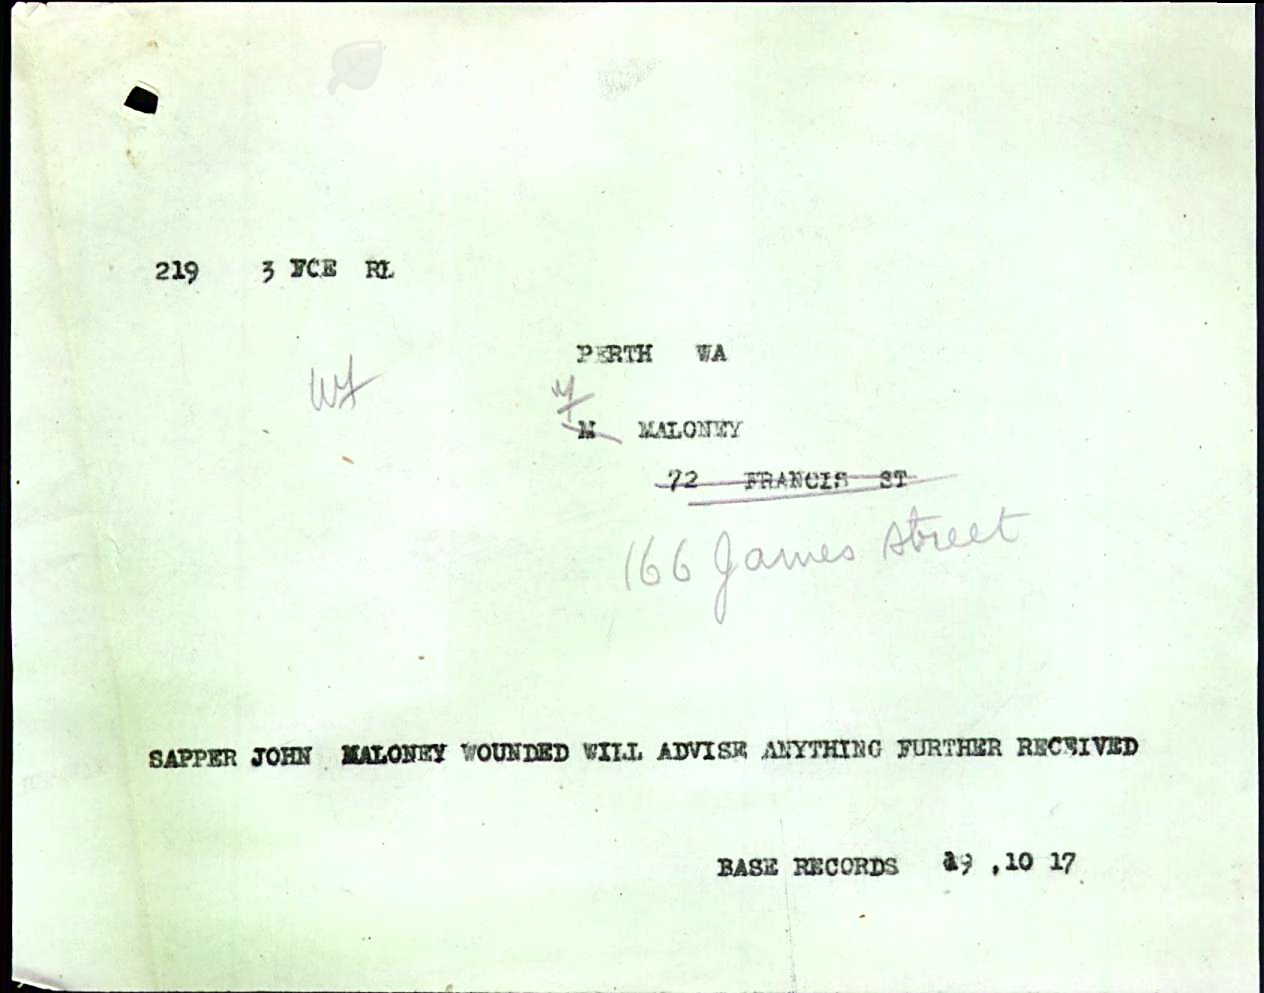 219 3 FCE RL
PERTH WA
M MALONEY
72 FRANCIS ST
166 James Street
SAPPER JOHN MALONEY WOUNDED WILL ADVISE ANYTHING FURTHER RECEIVED
BASE RECORDS 19 .10 17